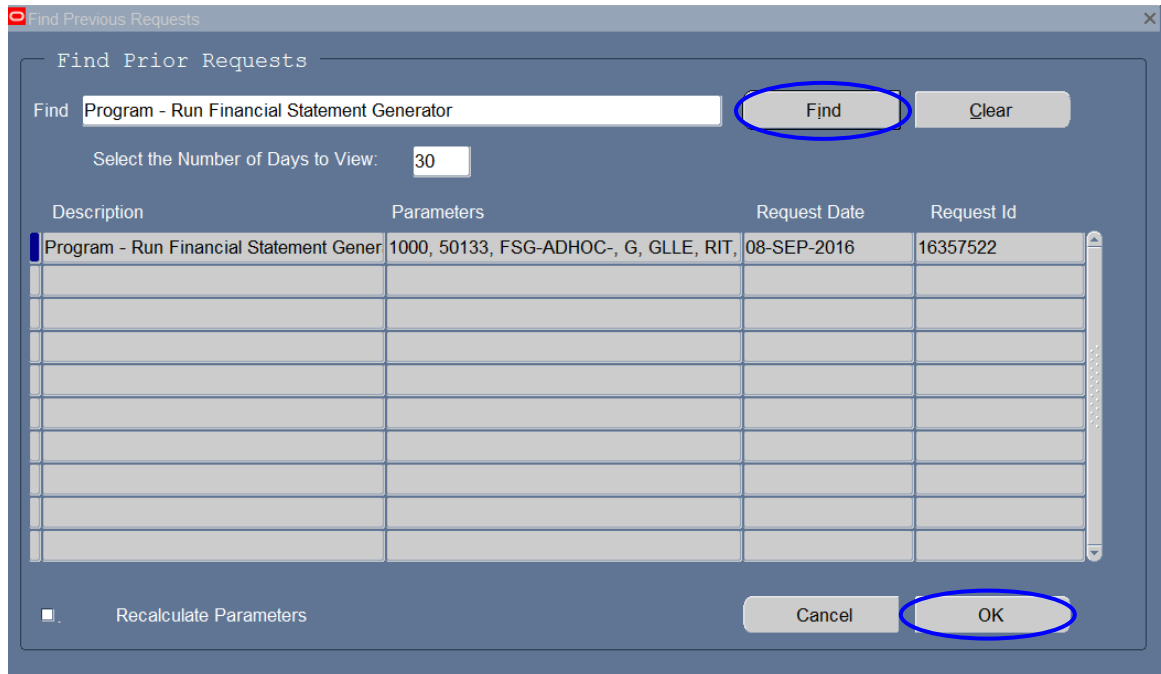 Find Previous Requests
Find Prior Requests
Find Program - Run Financial Statement Generator Find Clear
Select the Number of Days to View: 30
Description Parameters Request Date Request Id
Program - Run Financial Statement Gener 1000, 50133, FSG-ADHOC-, G, GLLE, RIT, 08-SEP-2016 16357522
. Recalculate Parameters Cancel OK